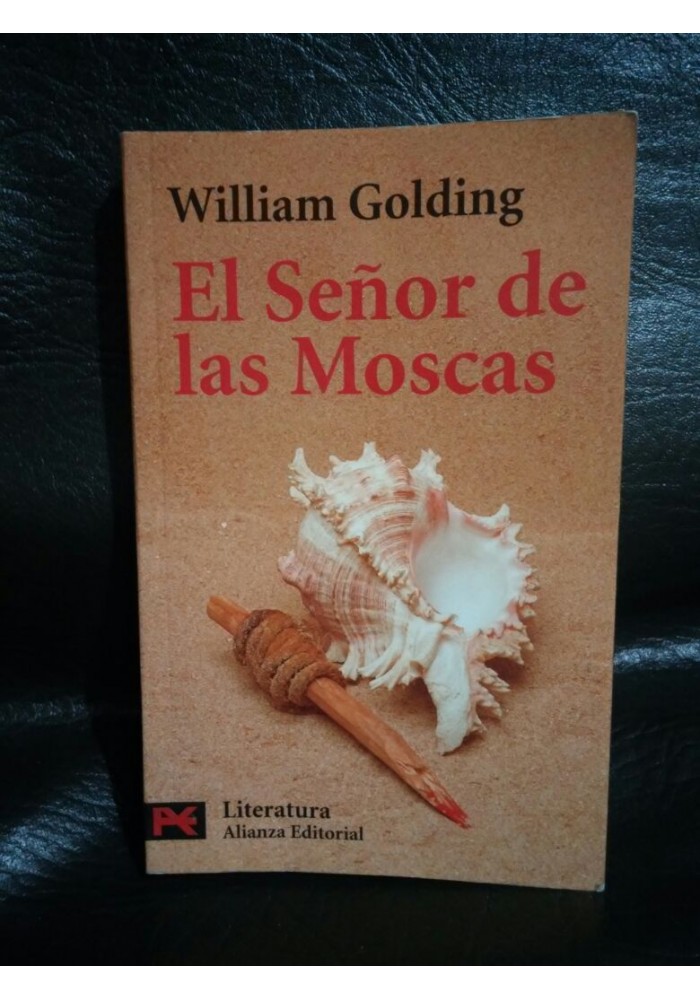 William Golding
El Señor de
las Moscas
Literatura
Alianza Editorial